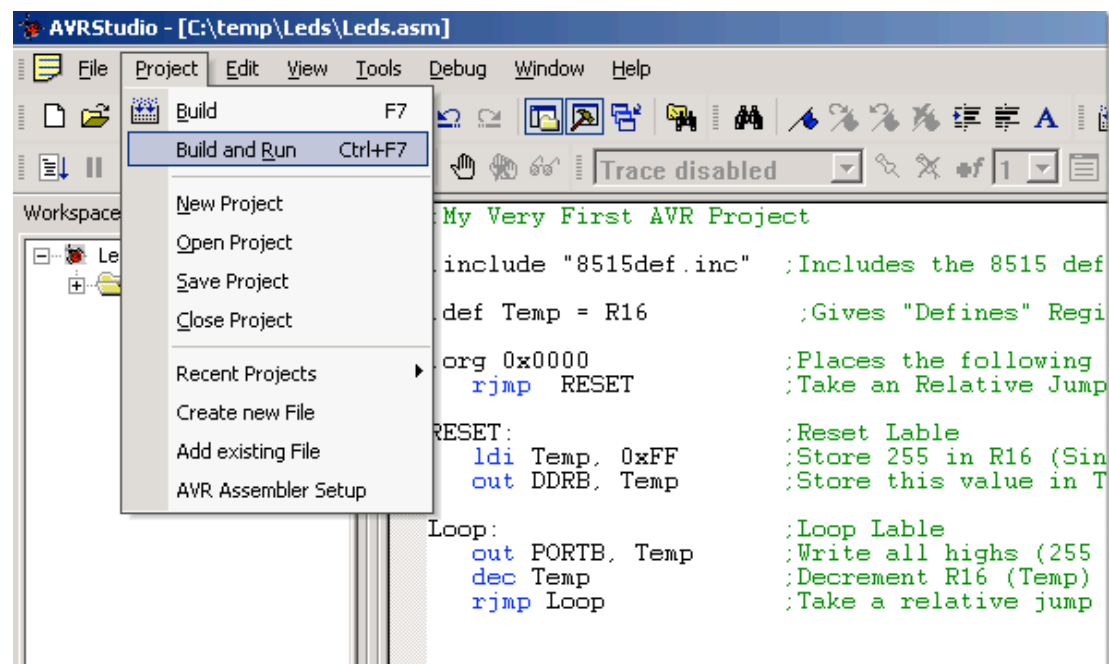 AVRStudio - [C:\temp\Leds\Leds.asm]
File Project Edit View Tools Debug Window Help
Build F7
Build and Run Ctrl+F7
New Project
Open Project
Save Project
Close Project
Recent Projects
Create new File
Add existing File
AVR Assembler Setup
Trace disabled
1
Workspace
Le
;My Very First AVR Project
.include "8515def.inc" ;Includes the 8515 def
.def Temp = R16 ;Gives "Defines" Regi
.org 0x0000 ;Places the following
rjmp RESET ;Take an Relative Jump
RESET: ;Reset Lable
ldi Temp, 0xFF ;Store 255 in R16 (Sin
out DDRB, Temp ;Store this value in T
Loop: ;Loop Lable
out PORTB, Temp ;Write all highs (255
dec Temp ;Decrement R16 (Temp)
rjmp Loop ;Take a relative jump